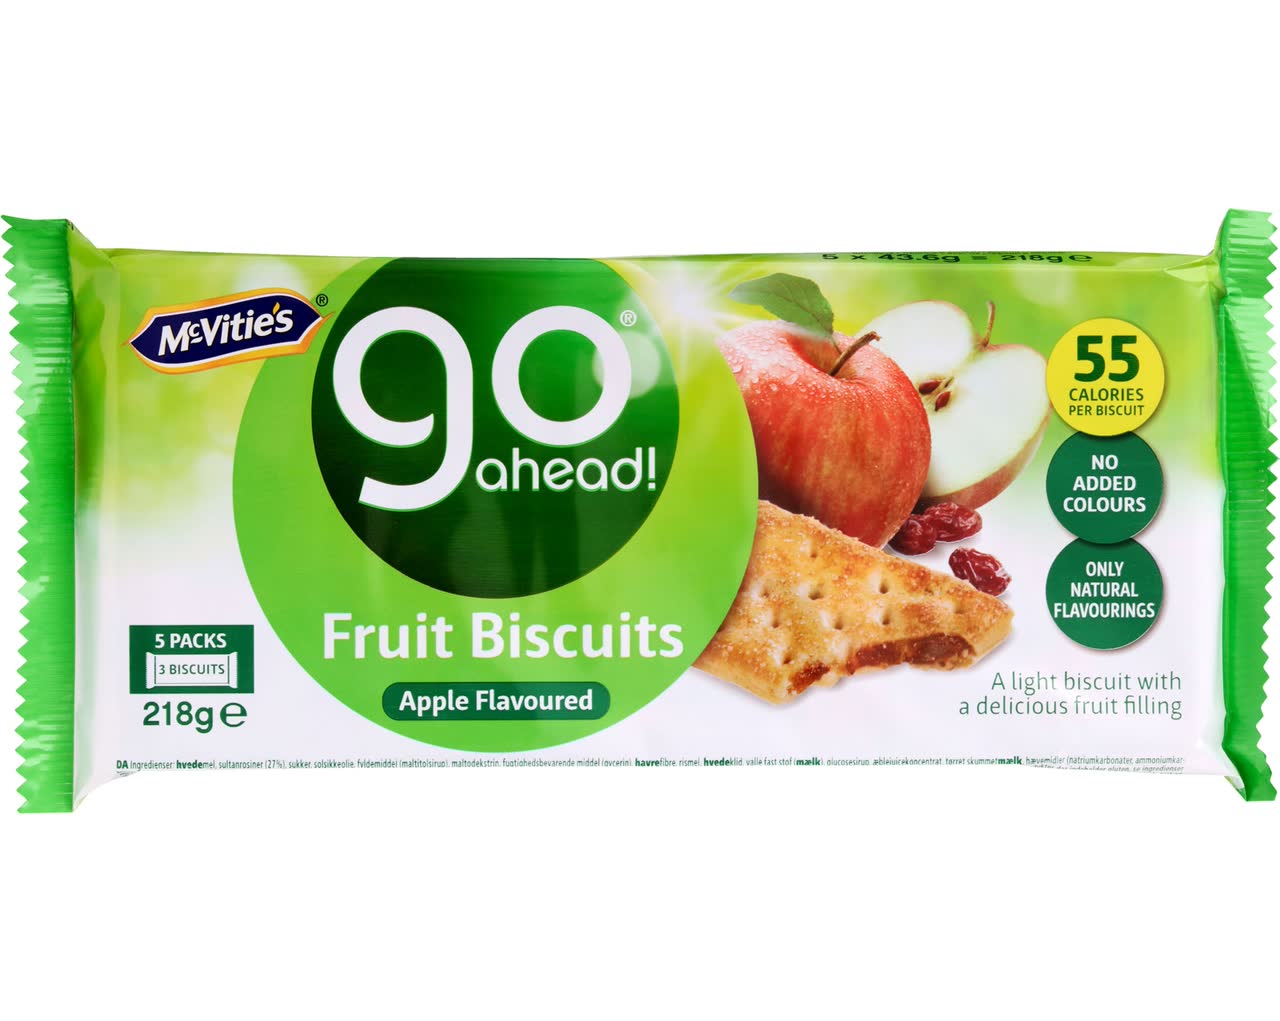 5 x 43.6g = 218g e
McVitie's ®
go ®
ahead!
55
CALORIES
PER BISCUIT
NO
ADDED
COLOURS
ONLY
NATURAL
FLAVOURINGS
Fruit Biscuits
Apple Flavoured
5 PACKS
3 BISCUITS
218g e
A light biscuit with
a delicious fruit filling
DA Ingredienser: hvedemel, sultanrosiner (27%), sukker, solsikkeolie, fyldemiddel (maltitolsirup), maltodekstrin, fugtighedsbevarende middel (glycerin), havrefibre, rismel, hvedeklid, valle fast stof (mælk), glucosesirup, æblejuicekoncentrat, tørret skummetmælk, hævemidler (natriumkarbonater, ammoniumkar-